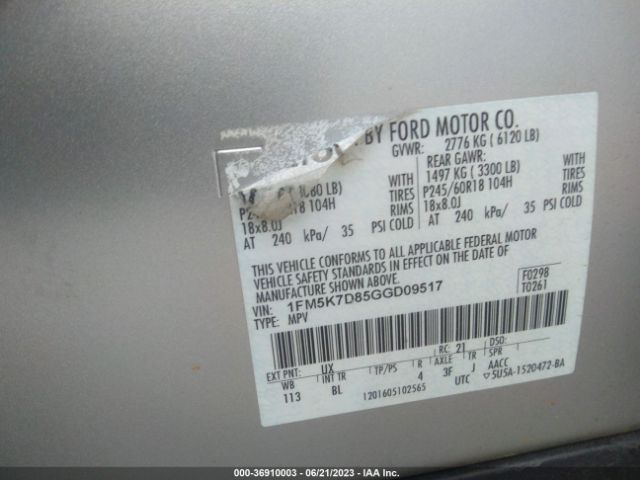 BY FORD MOTOR CO.
GVWR: 2776 KG ( 6120 LB)
REAR GAWR:
LB) WITH 1497 KG ( 3300 LB) WITH
R18 104H TIRES P245/60R18 104H TIRES
18x8.0J RIMS 18x8.0J RIMS
AT 240 kPa/ 35 PSI COLD AT 240 kPa/ 35 PSI COLD
THIS VEHICLE CONFORMS TO ALL APPLICABLE FEDERAL MOTOR
VEHICLE SAFETY STANDARDS IN EFFECT ON THE DATE OF
MANUFACTURE SHOWN ABOVE.
VIN: 1FM5K7D85GGD09517
TYPE: MPV
F0298
T0261
EXT PNT: UX RC: 21 DSO:
WB INT TR TP/PS R AXLE TR SPR
113 BL 4 3F J AACC
1201605102565 UTC ▽5U5A-1520472-BA
000-36910003 - 06/21/2023 - IAA Inc.